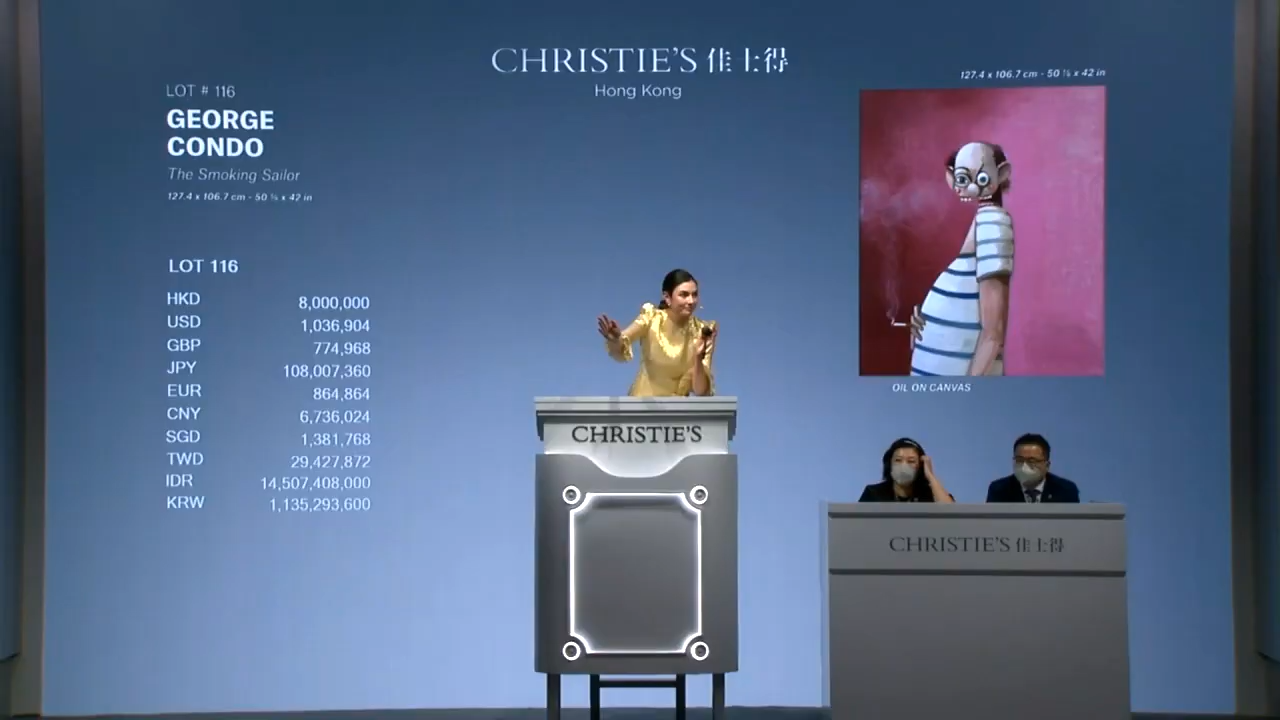 CHRISTIE'S 佳士得
Hong Kong
LOT # 116
GEORGE
CONDO
The Smoking Sailor
127.4 x 106.7 cm - 50 ⅛ x 42 in
LOT 116
HKD 8,000,000
USD 1,036,904
GBP 774,968
JPY 108,007,360
EUR 864,864
CNY 6,736,024
SGD 1,381,768
TWD 29,427,872
IDR 14,507,408,000
KRW 1,135,293,600
127.4 x 106.7 cm - 50 ⅛ x 42 in
OIL ON CANVAS
CHRISTIE'S
CHRISTIE'S 佳士得